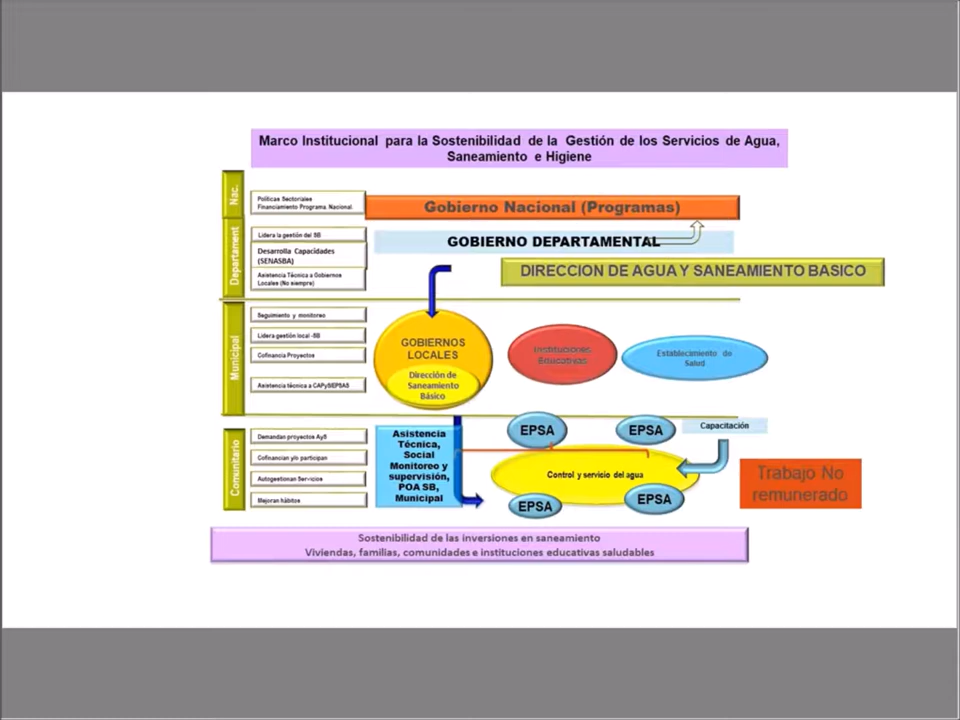 Marco Institucional para la Sostenibilidad de la Gestión de los Servicios de Agua,
Saneamiento e Higiene
Nac.
Políticas Sectoriales
Financiamiento Programa. Nacional.
Gobierno Nacional (Programas)
Departament
Lidera la gestión del SB
Desarrolla Capacidades
(SENASBA)
Asistencia Técnica a Gobiernos
Locales (No siempre)
GOBIERNO DEPARTAMENTAL
DIRECCION DE AGUA Y SANEAMIENTO BASICO
Municipal
Seguimiento y monitoreo
Lidera gestión local -SB
Cofinancia Proyectos
Asistencia técnica a CAPyS/EPSAS
GOBIERNOS
LOCALES
Dirección de
Saneamiento
Básico
Instituciones
Educativas
Establecimiento de
Salud
Comunitario
Demandan proyectos AyS
Cofinancian y/o participan
Autogestionan Servicios
Mejoran hábitos
Asistencia
Técnica,
Social
Monitoreo y
supervisión,
POA SB,
Municipal
EPSA
EPSA
Capacitación
Control y servicio del agua
EPSA
EPSA
Trabajo No
remunerado
Sostenibilidad de las inversiones en saneamiento
Viviendas, familias, comunidades e instituciones educativas saludables